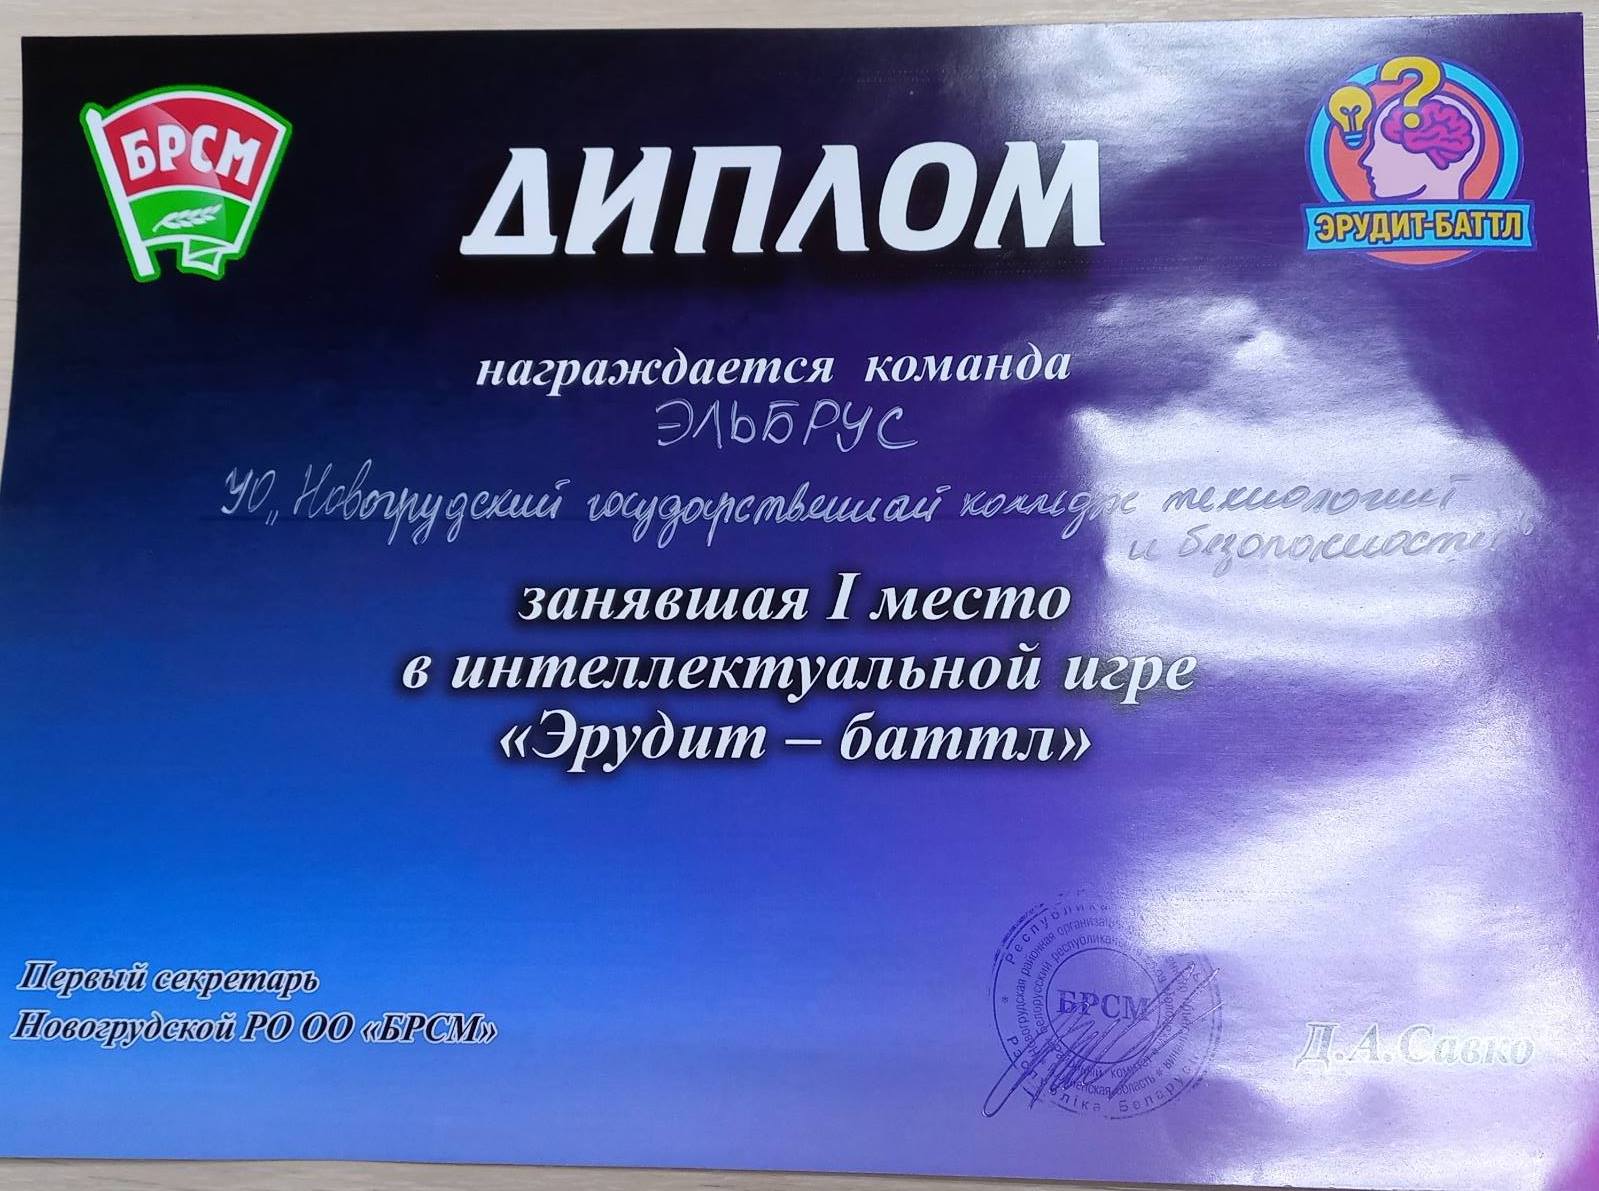 БРСМ
ДИПЛОМ
ЭРУДИТ-БАТТЛ
награждается команда
ЭЛЬБРУС
УО „Новогрудский государственный колледж технологий
и безопасности"
занявшая I место
в интеллектуальной игре
«Эрудит – баттл»
Первый секретарь
Новогрудской РО ОО «БРСМ»
БРСМ
Д.А.Савко